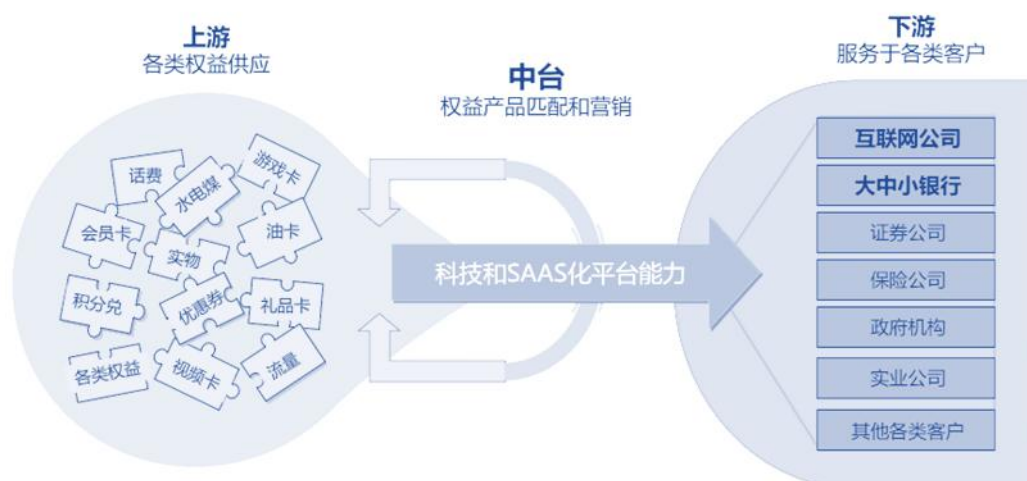 上游
各类权益供应
话费
水电煤
游戏卡
会员卡
实物
油卡
积分兑
优惠券
礼品卡
各类权益
视频卡
流量
中台
权益产品匹配和营销
科技和SAAS化平台能力
下游
服务于各类客户
互联网公司
大中小银行
证券公司
保险公司
政府机构
实业公司
其他各类客户